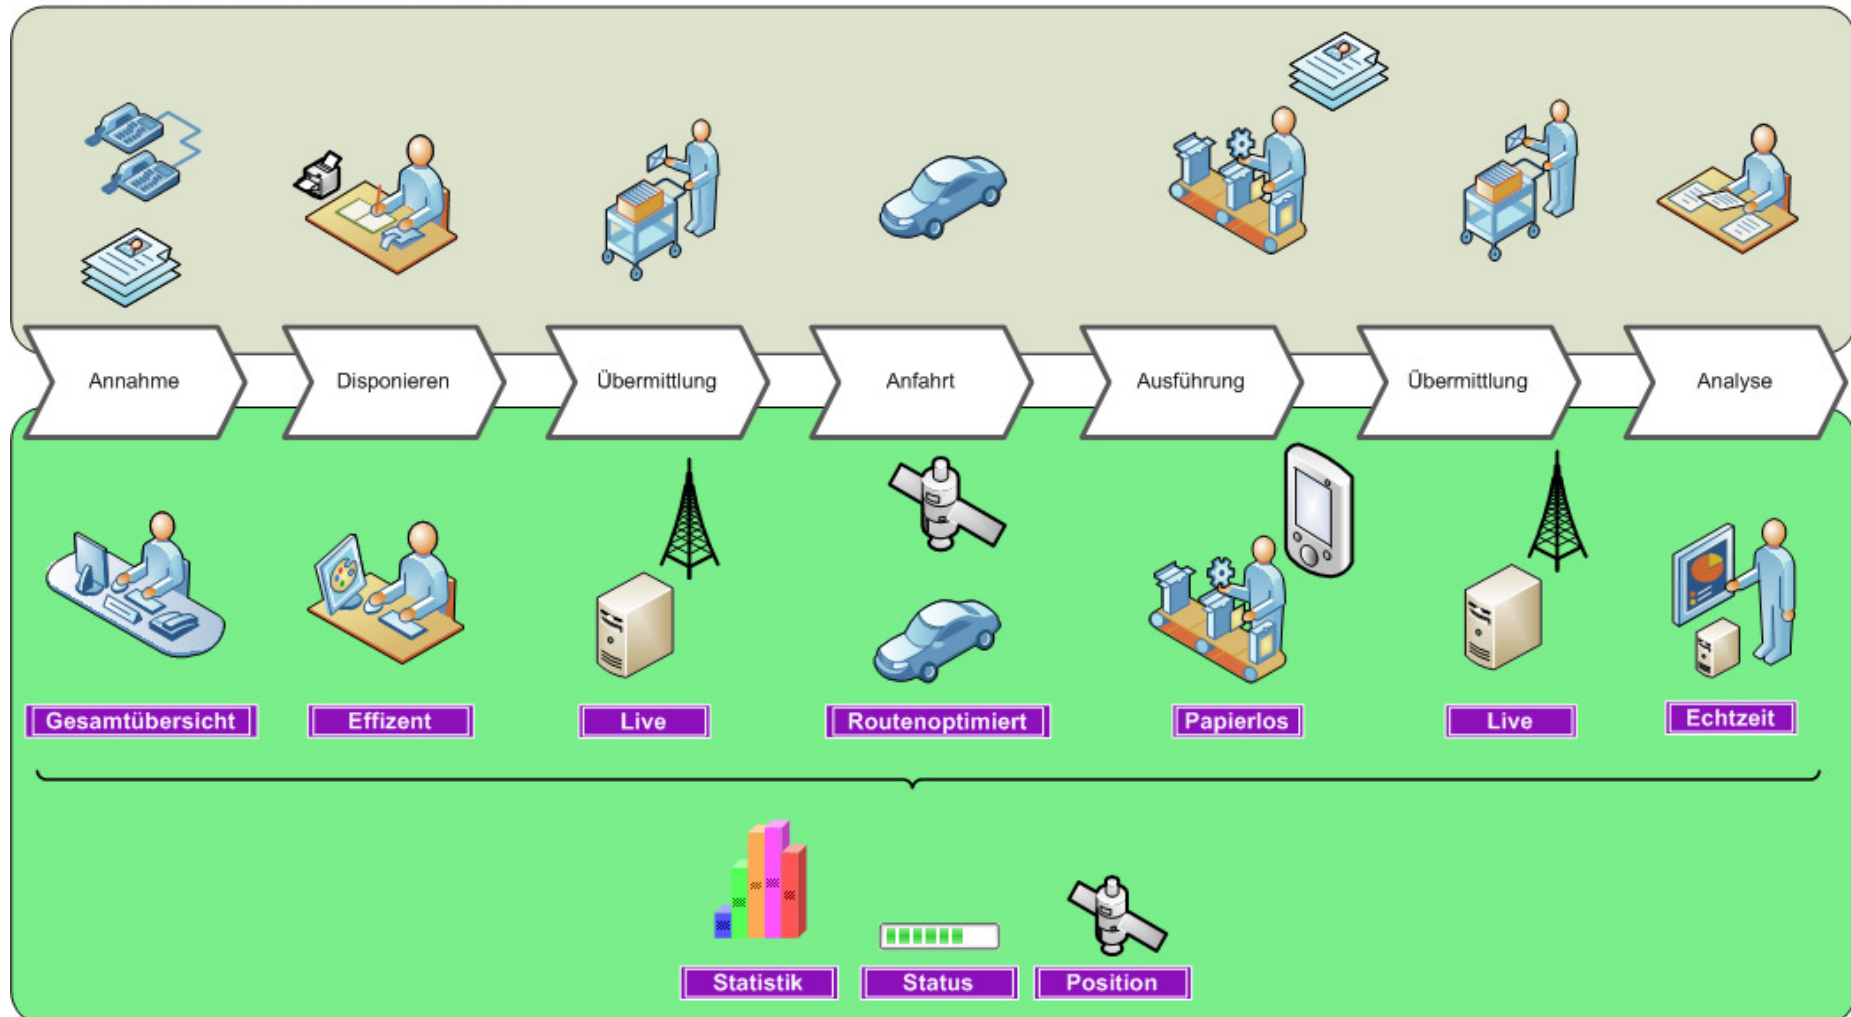 Annahme
Disponieren
Übermittlung
Anfahrt
Ausführung
Übermittlung
Analyse
Gesamtübersicht
Effizent
Live
Routenoptimiert
Papierlos
Live
Echtzeit
Statistik
Status
Position